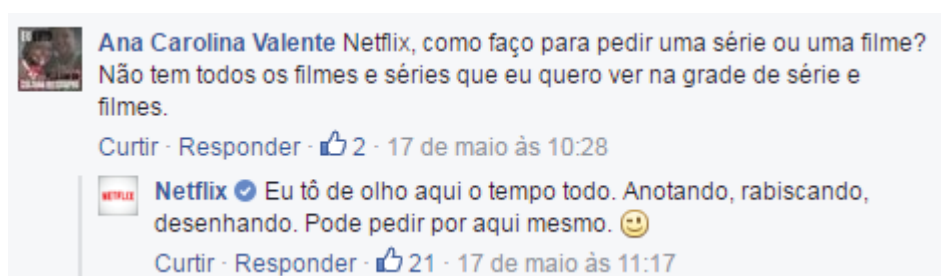 Ana Carolina Valente Netflix, como faço para pedir uma série ou uma filme?
Não tem todos os filmes e séries que eu quero ver na grade de série e
filmes.
Curtir · Responder · 2 · 17 de maio às 10:28
NETFLIX
Netflix Eu tô de olho aqui o tempo todo. Anotando, rabiscando,
desenhando. Pode pedir por aqui mesmo.
Curtir · Responder · 21 · 17 de maio às 11:17